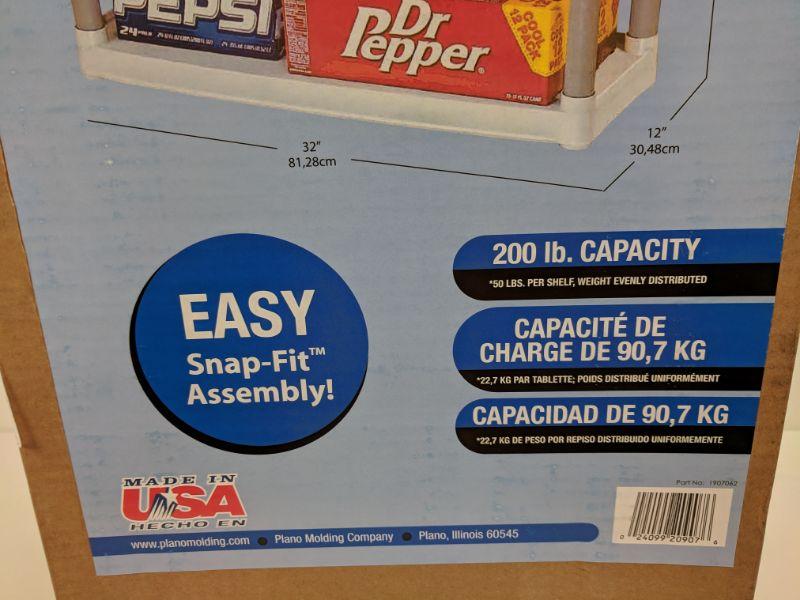 PEPSI
24
Dr
Pepper
COOL
12 PACK
32"
81,28cm
12"
30,48cm
EASY
Snap-Fit™
Assembly!
200 lb. CAPACITY
*50 LBS. PER SHELF, WEIGHT EVENLY DISTRIBUTED
CAPACITÉ DE
CHARGE DE 90,7 KG
*22,7 KG PAR TABLETTE; POIDS DISTRIBUÉ UNIFORMÉMENT
CAPACIDAD DE 90,7 KG
*22,7 KG DE PESO POR REPISO DISTRIBUIDO UNIFORMEMENTE
MADE IN
USA
HECHO EN
www.planomolding.com ● Plano Molding Company ● Plano, Illinois 60545
Part No: 1907062
0 24099 20907 6